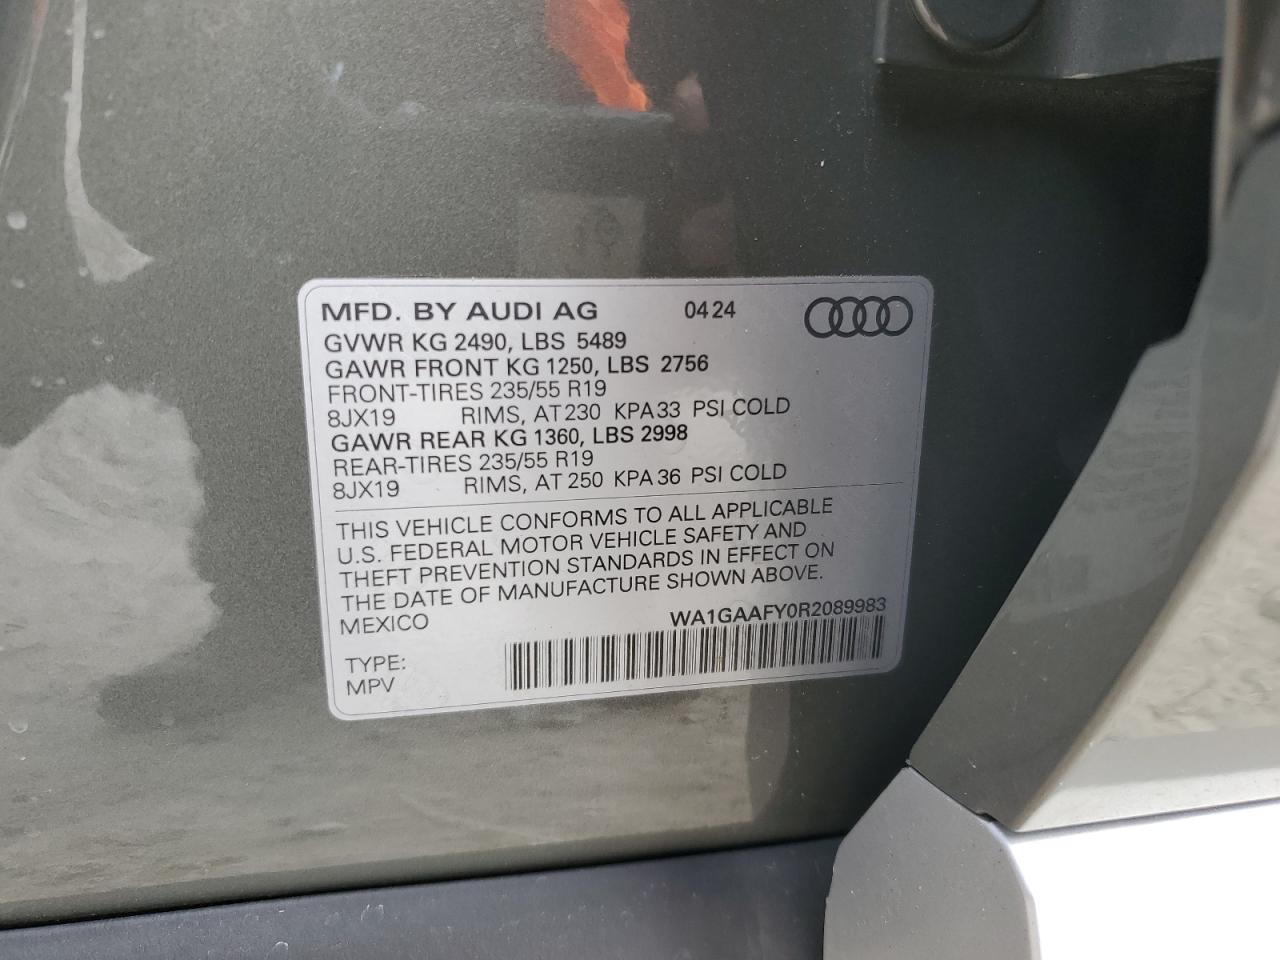 MFD. BY AUDI AG 04 24
GVWR KG 2490, LBS 5489
GAWR FRONT KG 1250, LBS 2756
FRONT-TIRES 235/55 R19
8JX19 RIMS, AT 230 KPA 33 PSI COLD
GAWR REAR KG 1360, LBS 2998
REAR-TIRES 235/55 R19
8JX19 RIMS, AT 250 KPA 36 PSI COLD
THIS VEHICLE CONFORMS TO ALL APPLICABLE
U.S. FEDERAL MOTOR VEHICLE SAFETY AND
THEFT PREVENTION STANDARDS IN EFFECT ON
THE DATE OF MANUFACTURE SHOWN ABOVE.
MEXICO WA1GAAFY0R2089983
TYPE:
MPV